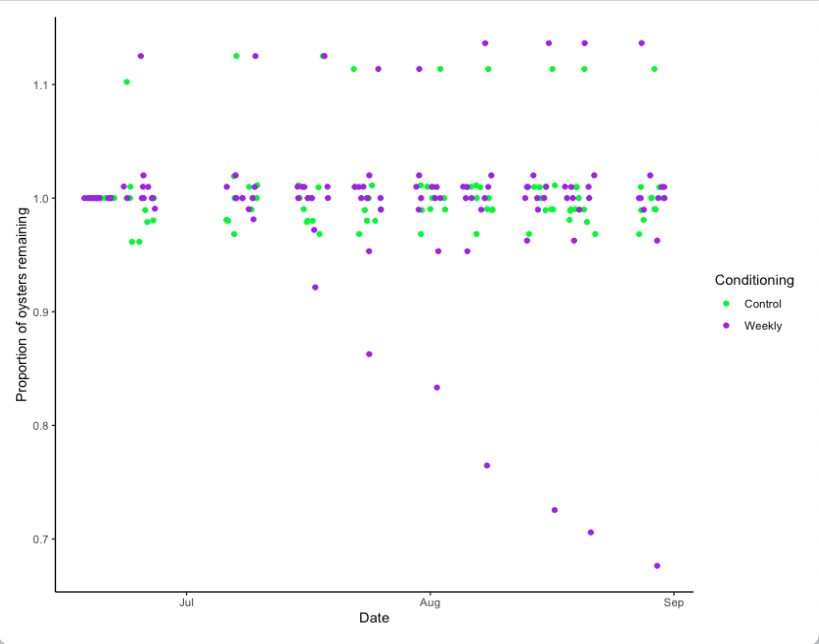 Proportion of oysters remaining
1.1
1.0
0.9
0.8
0.7
Jul
Aug
Sep
Date
Conditioning
Control
Weekly